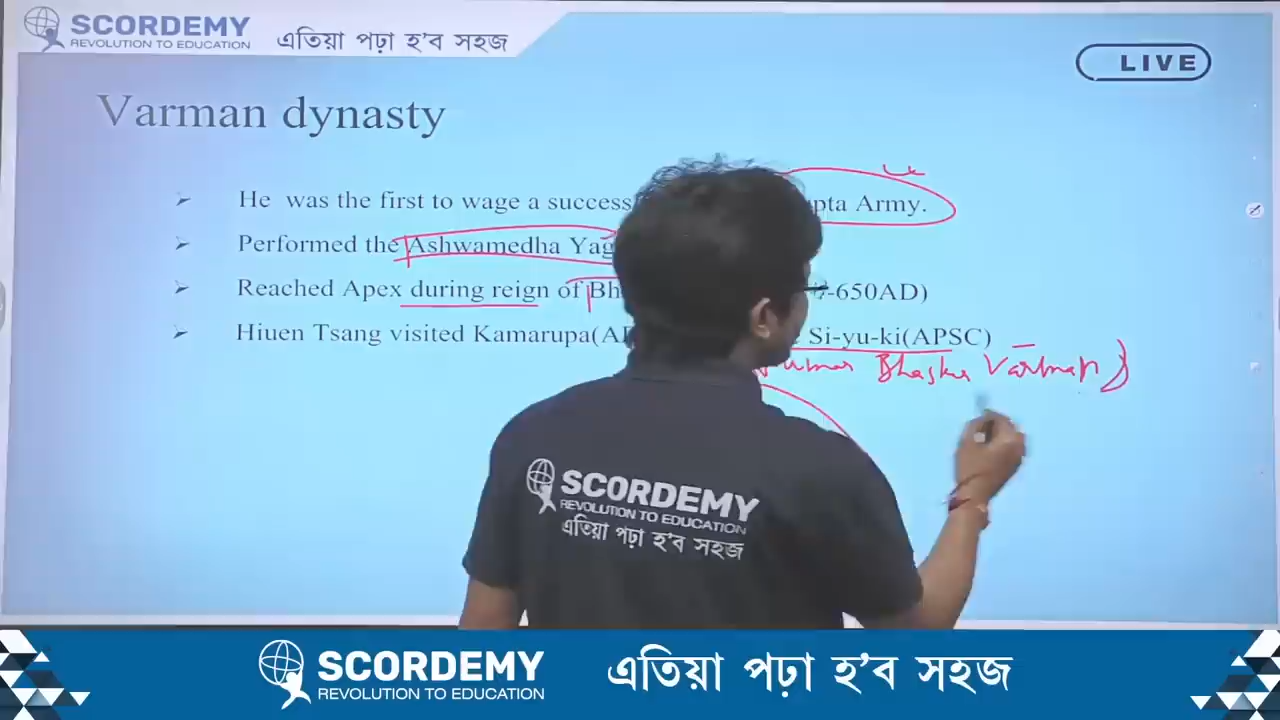 SCORDEMY
REVOLUTION TO EDUCATION
এতিয়া পঢ়া হ'ব সহজ
LIVE
Varman dynasty
➢ He was the first to wage a success pta Army.
➢ Performed the Ashwamedha Yag
➢ Reached Apex during reign of Bh -650AD)
➢ Hiuen Tsang visited Kamarupa(AP Si-yu-ki(APSC)
Bhaskar Varman
SCORDEMY
REVOLUTION TO EDUCATION
এতিয়া পঢ়া হ'ব সহজ
SCORDEMY
REVOLUTION TO EDUCATION
এতিয়া পঢ়া হ'ব সহজ